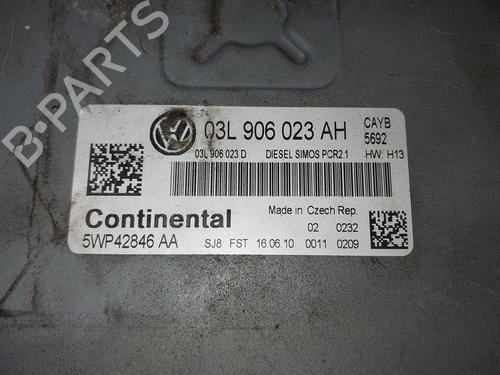 03L 906 023 AH
CAYB
5692
03L 906 023 D DIESEL SIMOS PCR2.1 HW: H13
Continental
Made in Czech Rep.
02 0232
5WP42846 AA
SJ8 FST 16.06.10 0011 0209
B-PARTS